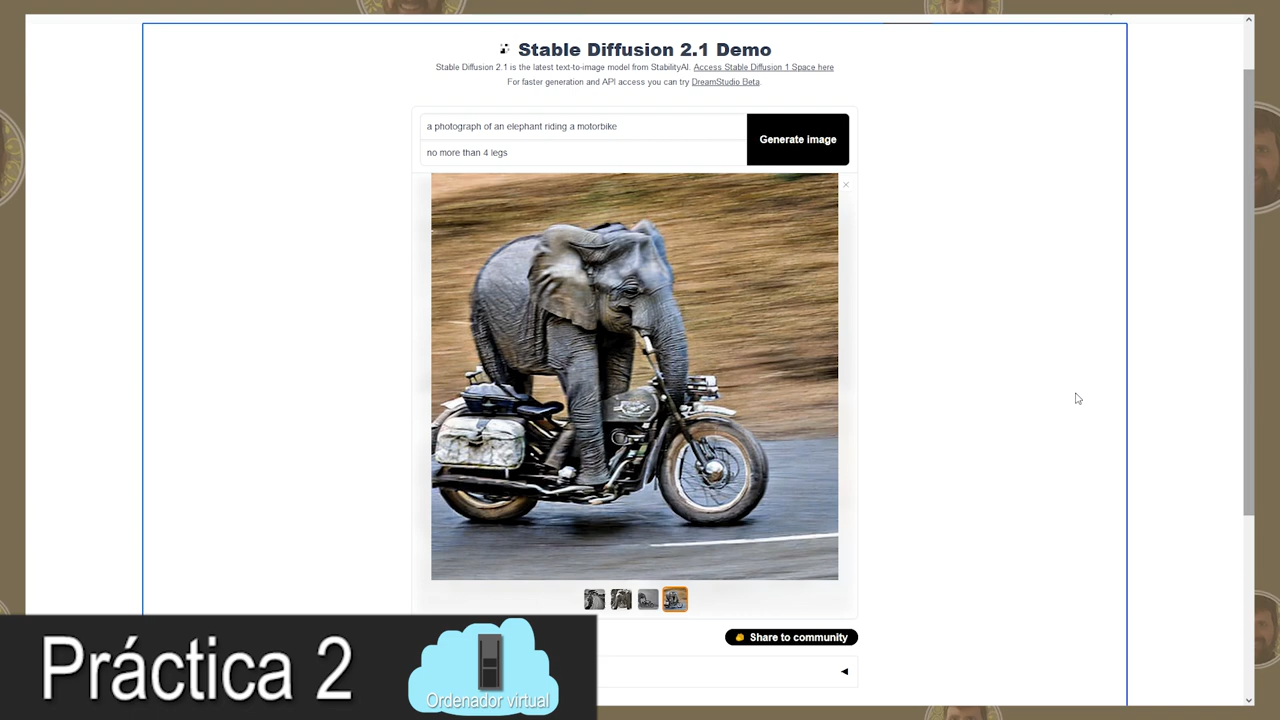 Stable Diffusion 2.1 Demo
Stable Diffusion 2.1 is the latest text-to-image model from StabilityAI. Access Stable Diffusion 1 Space here
For faster generation and API access you can try DreamStudio Beta.
a photograph of an elephant riding a motorbike
no more than 4 legs
Generate image
Share to community
Práctica 2
Ordenador virtual